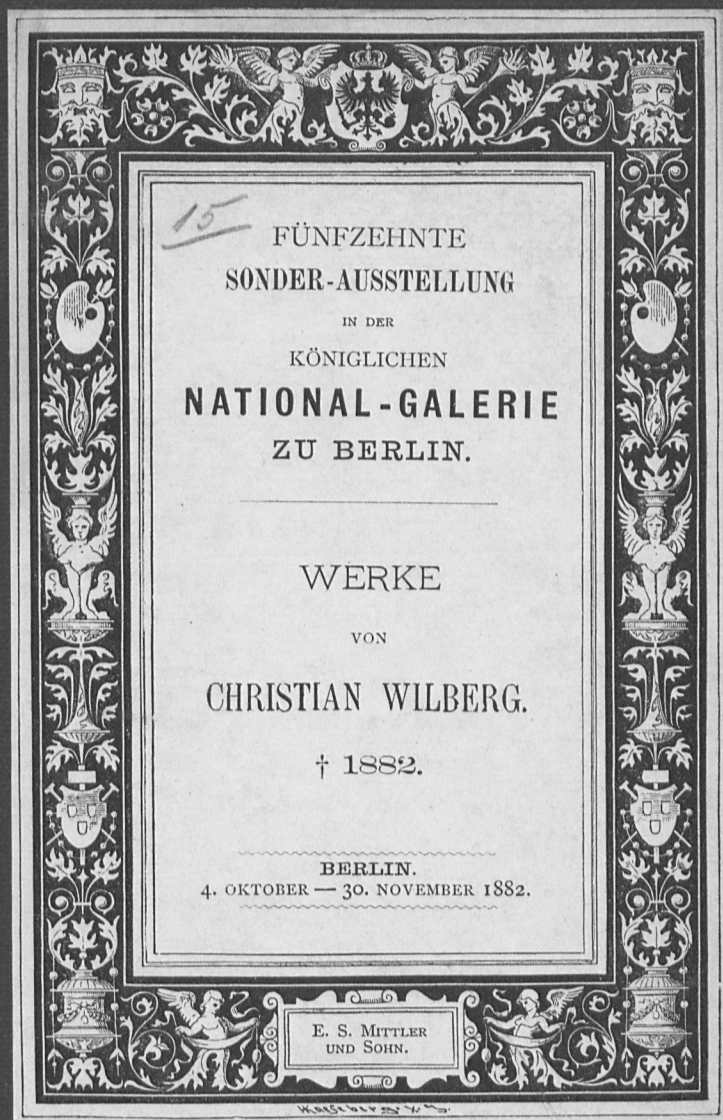 15
FÜNFZEHNTE
SONDER-AUSSTELLUNG
IN DER
KÖNIGLICHEN
NATIONAL-GALERIE
ZU BERLIN.
WERKE
VON
CHRISTIAN WILBERG.
† 1882.
BERLIN.
4. OKTOBER — 30. NOVEMBER 1882.
E. S. MITTLER
UND SOHN.